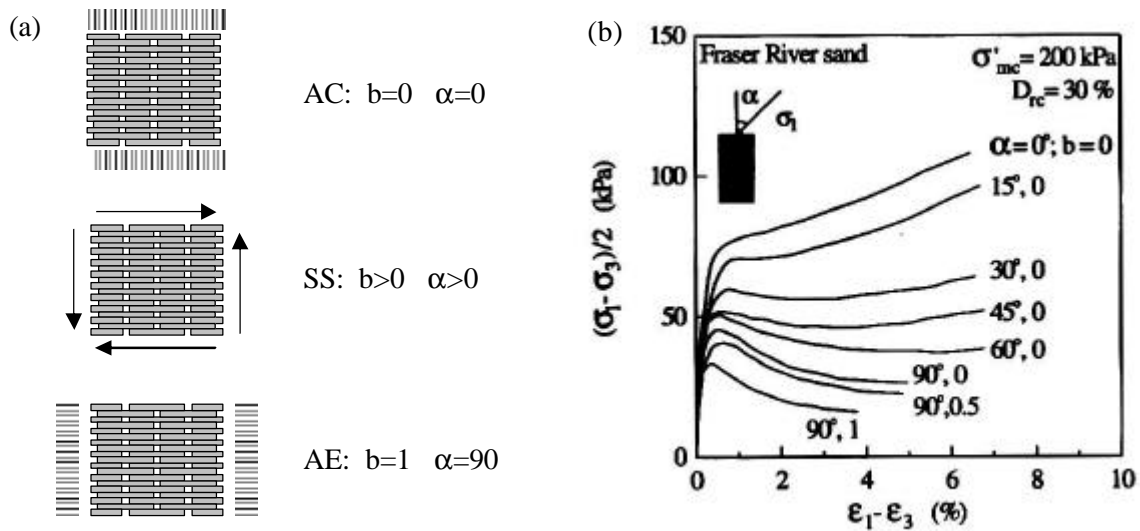 (a)
AC: b=0 α=0
SS: b>0 α>0
AE: b=1 α=90
(b)
150
100
50
0
(σ₁-σ₃)/2 (kPa)
Fraser River sand
σ'mc= 200 kPa
Drc= 30 %
α
σ₁
α=0°; b=0
15°, 0
30°, 0
45°, 0
60°, 0
90°, 0
90°,0.5
90°, 1
0 2 4 6 8 10
ε₁-ε₃ (%)